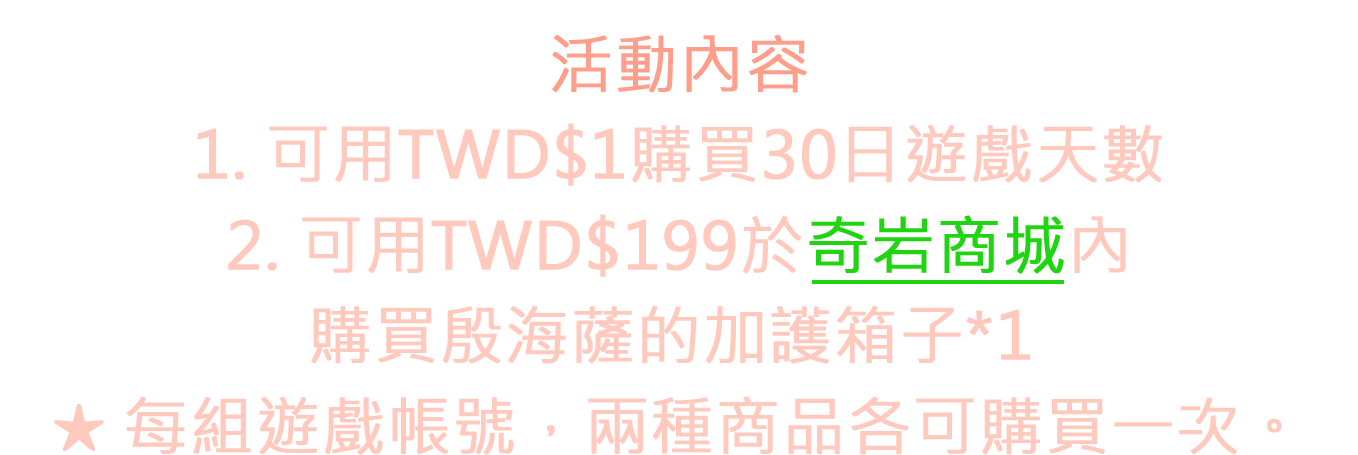 活動內容
1. 可用TWD$1購買30日遊戲天數
2. 可用TWD$199於奇岩商城內
購買殷海薩的加護箱子*1
★ 每組遊戲帳號，兩種商品各可購買一次。